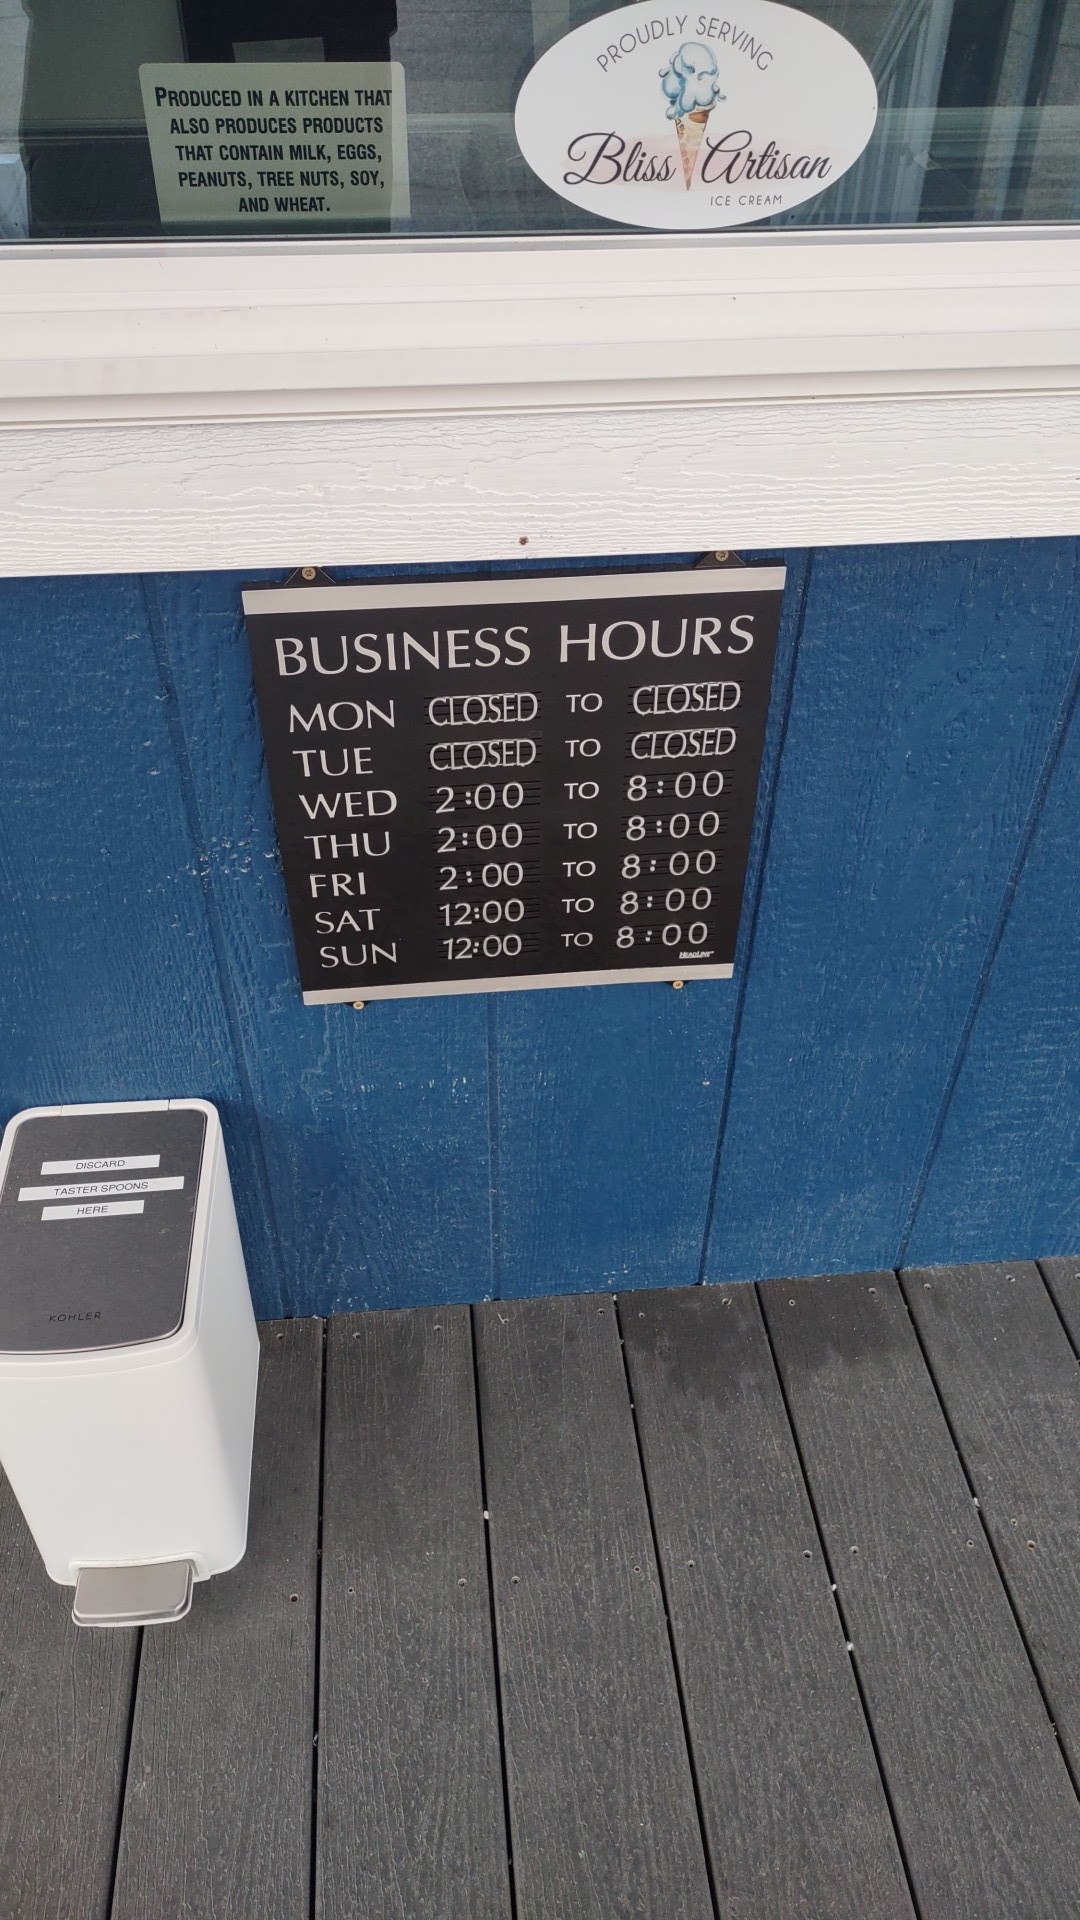 PRODUCED IN A KITCHEN THAT
ALSO PRODUCES PRODUCTS
THAT CONTAIN MILK, EGGS,
PEANUTS, TREE NUTS, SOY,
AND WHEAT.
PROUDLY SERVING
Bliss Artisan
ICE CREAM
BUSINESS HOURS
MON CLOSED TO CLOSED
TUE CLOSED TO CLOSED
WED 2:00 TO 8:00
THU 2:00 TO 8:00
FRI 2:00 TO 8:00
SAT 12:00 TO 8:00
SUN 12:00 TO 8:00
HEADLINE
DISCARD
TASTER SPOONS
HERE
KOHLER